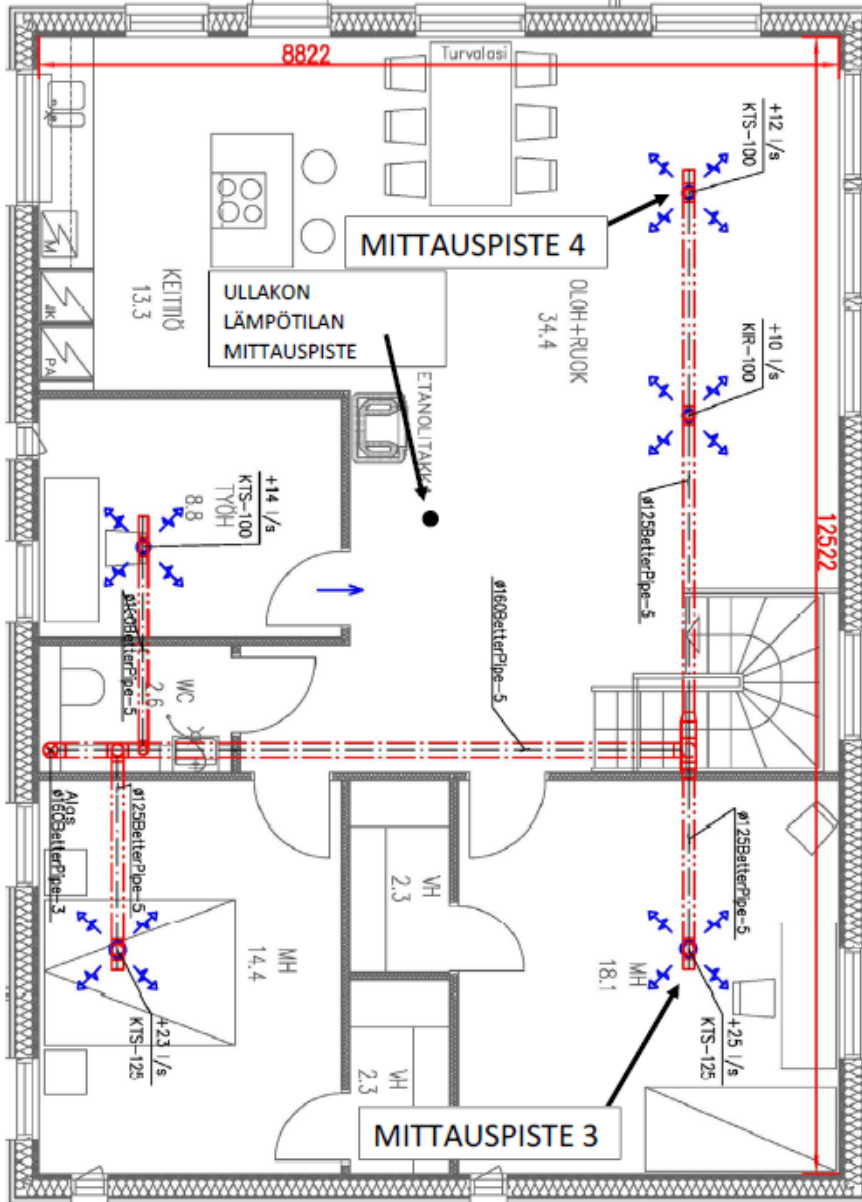 8822
Turvalasi
+12 l/s
KTS-100
MITTAUSPISTE 4
M
JK
PA
KEITTIÖ
13.3
ULLAKON
LÄMPÖTILAN
MITTAUSPISTE
OLOH+RUOK
34.4
+10 l/s
KIR-100
ETANOLITAKKA
+14 l/s
KTS-100
TYÖH
8.8
ø125BetterPipe-5
12522
ø160BetterPipe-5
WC
2.6
ø160BetterPipe-5
Alas
ø160BetterPipe-3
ø125BetterPipe-5
VH
2.3
ø125BetterPipe-5
MH
14.4
MH
18.1
+23 l/s
KTS-125
+25 l/s
KTS-125
VH
2.3
MITTAUSPISTE 3